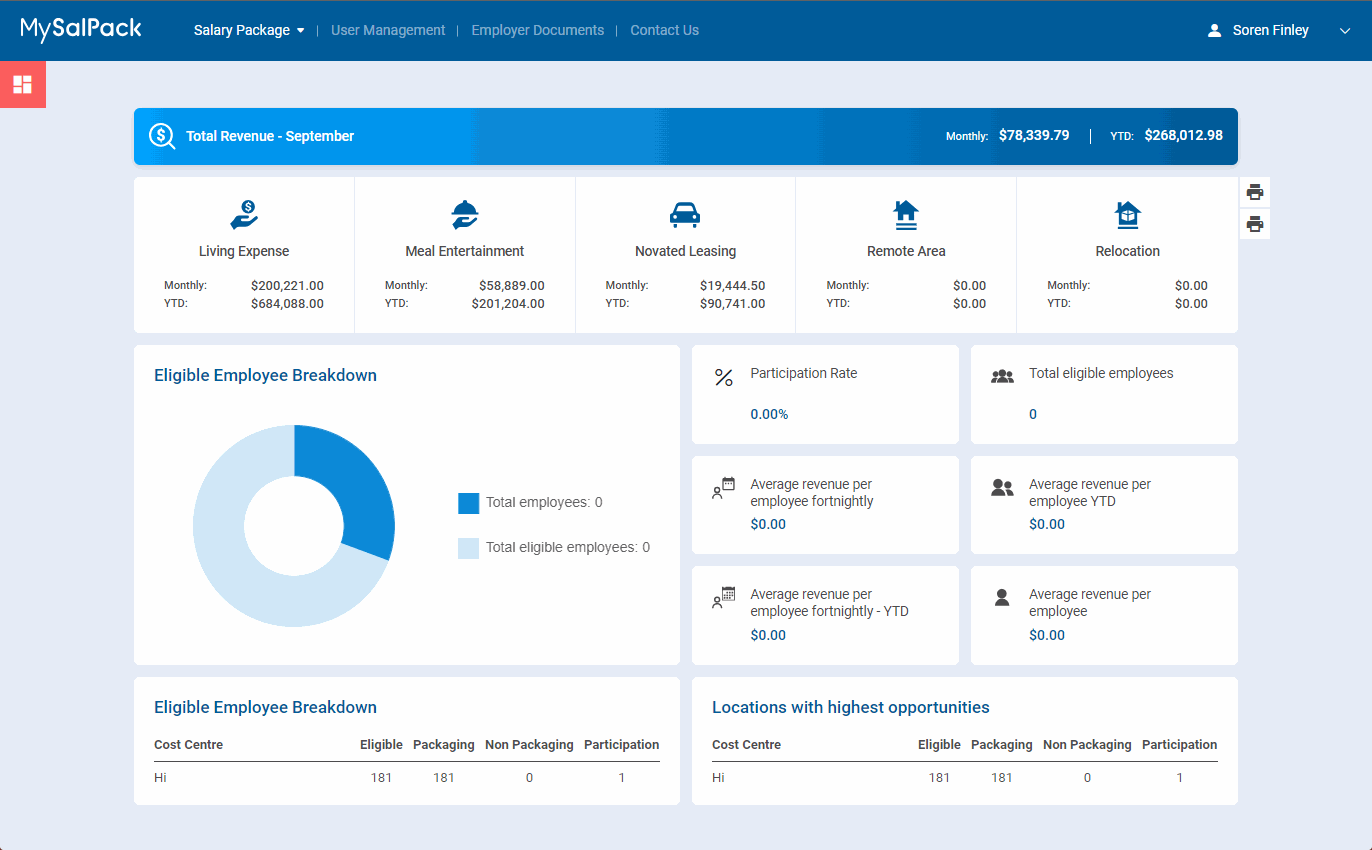 MySalPack
Salary Package | User Management | Employer Documents | Contact Us
Soren Finley
Total Revenue - September
Monthly: $78,339.79 | YTD: $268,012.98
Living Expense
Monthly: $200,221.00
YTD: $684,088.00
Meal Entertainment
Monthly: $58,889.00
YTD: $201,204.00
Novated Leasing
Monthly: $19,444.50
YTD: $90,741.00
Remote Area
Monthly: $0.00
YTD: $0.00
Relocation
Monthly: $0.00
YTD: $0.00
Eligible Employee Breakdown
Total employees: 0
Total eligible employees: 0
Participation Rate
0.00%
Total eligible employees
0
Average revenue per
employee fortnightly
$0.00
Average revenue per
employee YTD
$0.00
Average revenue per
employee fortnightly - YTD
$0.00
Average revenue per
employee
$0.00
Eligible Employee Breakdown
Cost Centre Eligible Packaging Non Packaging Participation
Hi 181 181 0 1
Locations with highest opportunities
Cost Centre Eligible Packaging Non Packaging Participation
Hi 181 181 0 1